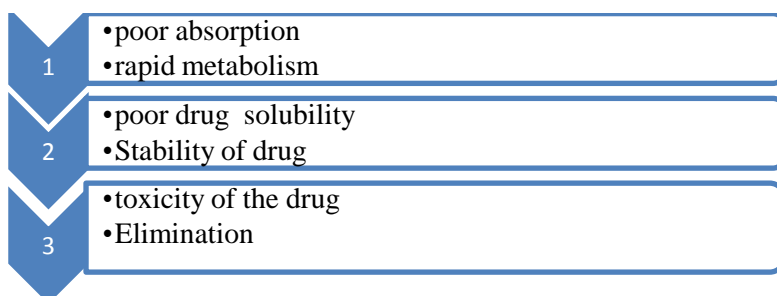 •poor absorption
1
•rapid metabolism
•poor drug  solubility
2
•Stability of drug
•toxicity of the drug
3
•Elimination